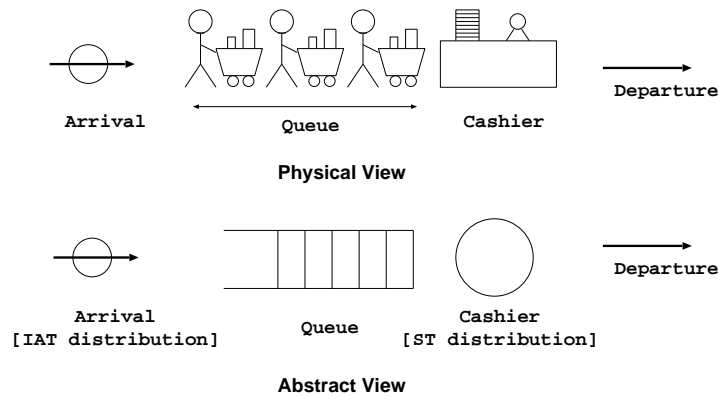 Arrival
Queue
Cashier
Departure
Physical View
Arrival
[IAT distribution]
Queue
Cashier
[ST distribution]
Departure
Abstract View